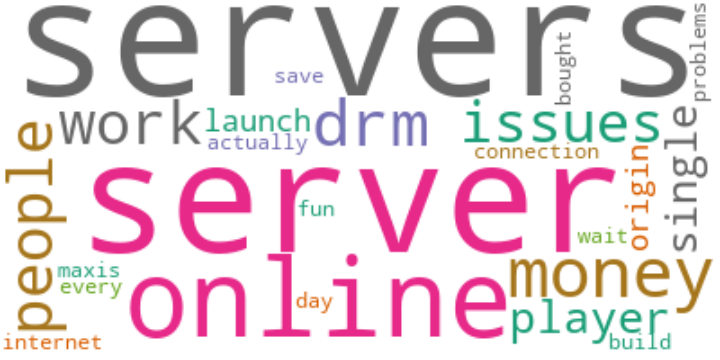 servers
save
bought
problems
work
launch
drm
issues
actually
connection
people
server
single
origin
fun
wait
maxis
every
online
day
money
player
internet
build